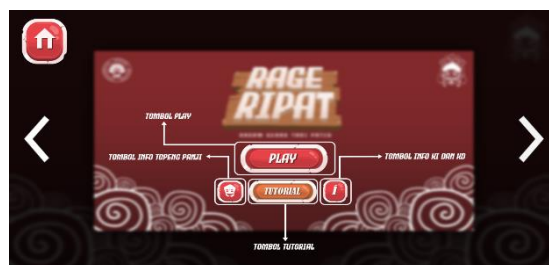 RAGE
RIPAT
TOMBOL PLAY
PLAY
TOMBOL INFO TOPENG PANJI
TOMBOL INFO KI DAN KD
TUTORIAL
TOMBOL TUTORIAL